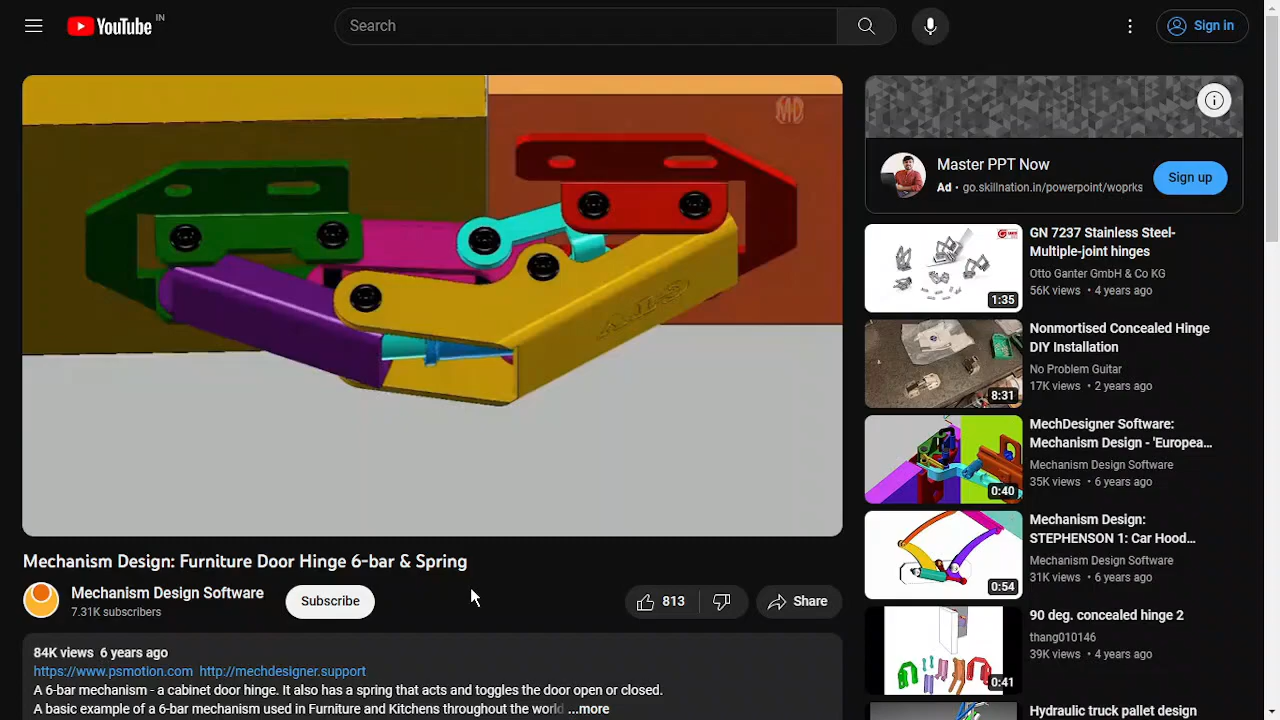 YouTube IN
Search
Sign in
MD
Master PPT Now
Ad • go.skillnation.in/powerpoint/woprks
Sign up
GN 7237 Stainless Steel-
Multiple-joint hinges
Otto Ganter GmbH & Co KG
56K views • 4 years ago
1:35
Nonmortised Concealed Hinge
DIY Installation
No Problem Guitar
17K views • 2 years ago
8:31
MechDesigner Software:
Mechanism Design - 'Europea...
Mechanism Design Software
35K views • 6 years ago
0:40
Mechanism Design:
STEPHENSON 1: Car Hood...
Mechanism Design Software
31K views • 6 years ago
0:54
90 deg. concealed hinge 2
thang010146
39K views • 4 years ago
0:41
Hydraulic truck pallet design
Mechanism Design: Furniture Door Hinge 6-bar & Spring
Mechanism Design Software
7.31K subscribers
Subscribe
813
Share
84K views 6 years ago
https://www.psmotion.com http://mechdesigner.support
A 6-bar mechanism - a cabinet door hinge. It also has a spring that acts and toggles the door open or closed.
A basic example of a 6-bar mechanism used in Furniture and Kitchens throughout the world ...more